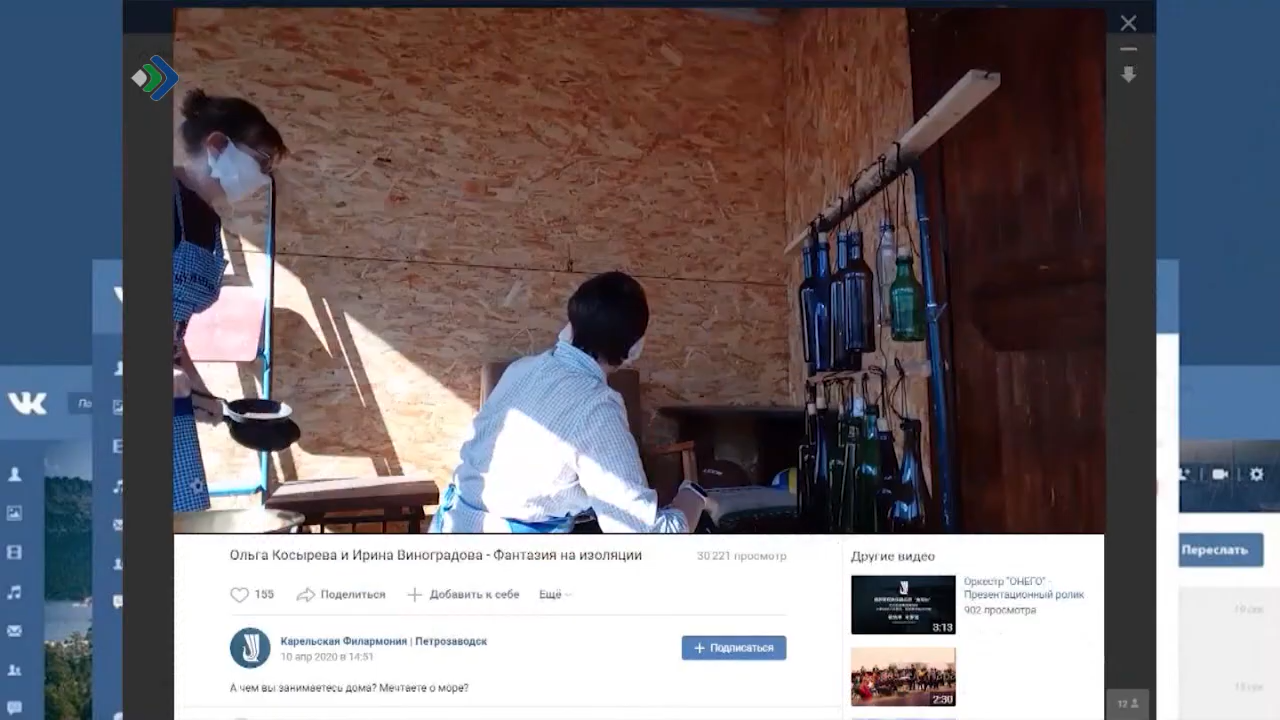 По
Ольга Косырева и Ирина Виноградова - Фантазия на изоляции
30 221 просмотр
155
Поделиться
Добавить к себе
Ещё
Карельская Филармония | Петрозаводск
10 апр 2020 в 14:51
Подписаться
А чем вы занимаетесь дома? Мечтаете о море?
Другие видео
Оркестр "ОНЕГО" -
Презентационный ролик
902 просмотра
3:13
2:30
Переслать
12